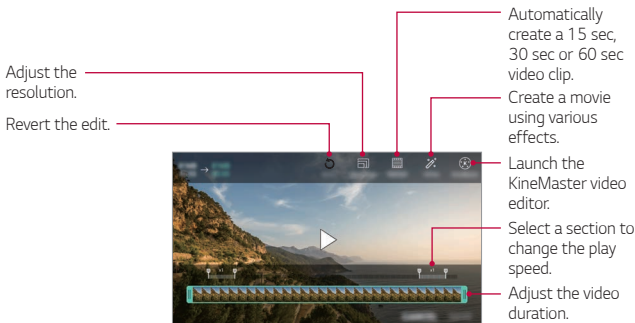 Automatically
create a 15 sec,
30 sec or 60 sec
video clip.
Adjust the
resolution.
Create a movie
using various
effects.
Revert the edit.
Launch the
KineMaster video
editor.
Select a section to
change the play
speed.
x1
x1
Adjust the video
duration.